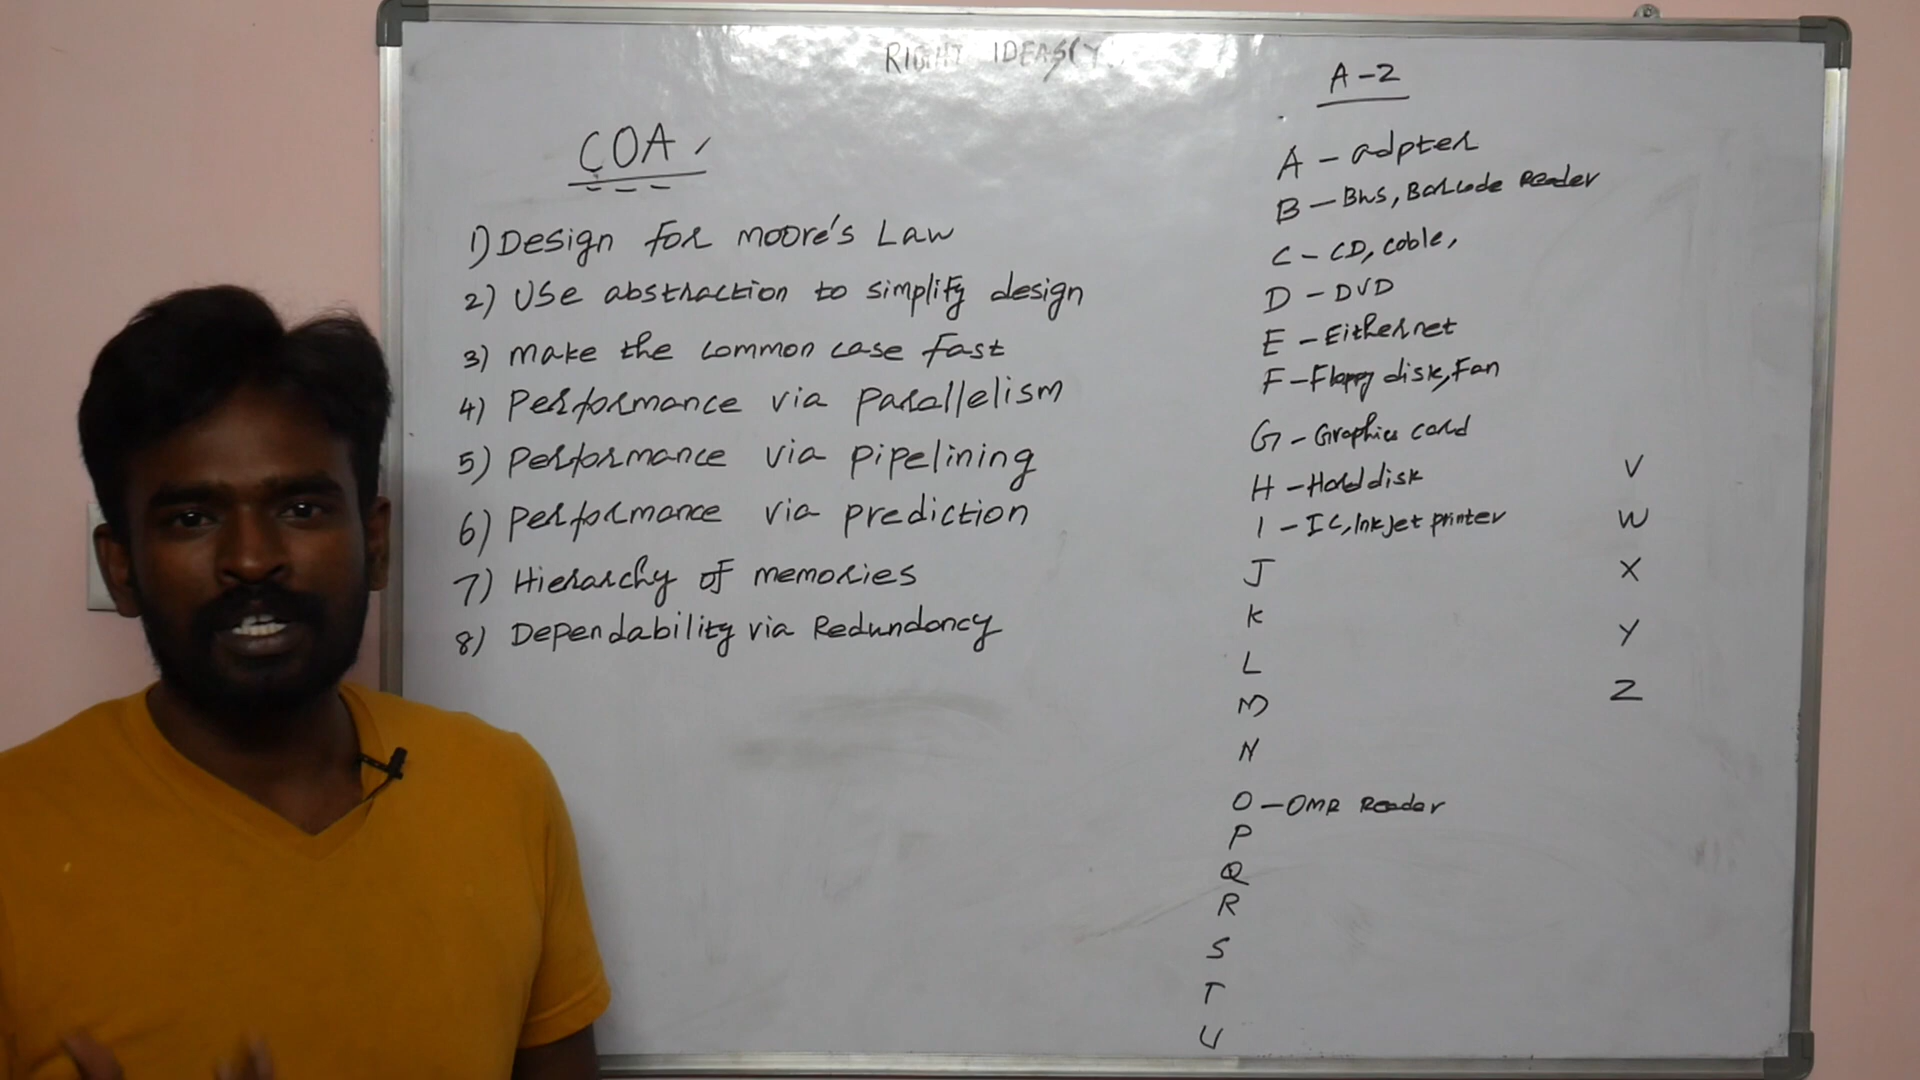 RIGHT IDEAS(Y)
COA
1) Design for moore's Law
2) Use abstraction to simplify design
3) make the common case fast
4) Performance via parallelism
5) performance via pipelining
6) performance via prediction
7) Hierarchy of memories
8) Dependability via Redundancy
A-Z
A - adpter
B - Bus, Barcode Reader
C - CD, cable,
D - DVD
E - Eithernet
F - Floppy disk, Fan
G - Graphics card
H - Harddisk
I - IC, Inkjet printer
J
K
L
M
N
O - OMR Reader
P
Q
R
S
T
U
V
W
X
Y
Z